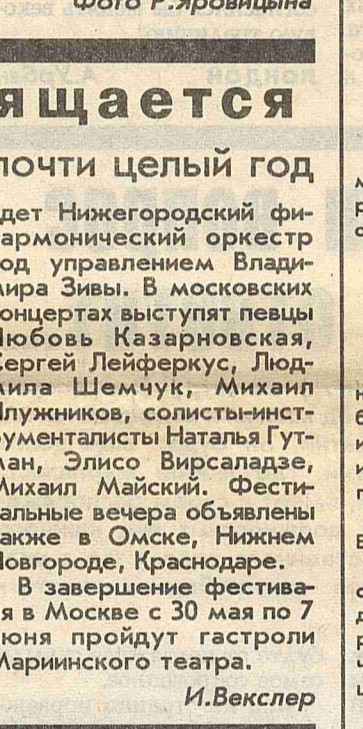 Фото Г.Яровицына
ящается
почти целый год
дет Нижегородский фи-
армонический оркестр
од управлением Влади-
мира Зивы. В московских
онцертах выступят певцы
Любовь Казарновская,
Сергей Лейферкус, Люд-
мила Шемчук, Михаил
Плужников, солисты-инст-
рументалисты Наталья Гут-
ман, Элисо Вирсаладзе,
Михаил Майский. Фести-
альные вечера объявлены
также в Омске, Нижнем
Новгороде, Краснодаре.
В завершение фестива-
я в Москве с 30 мая по 7
июня пройдут гастроли
Мариинского театра.
И.Векслер